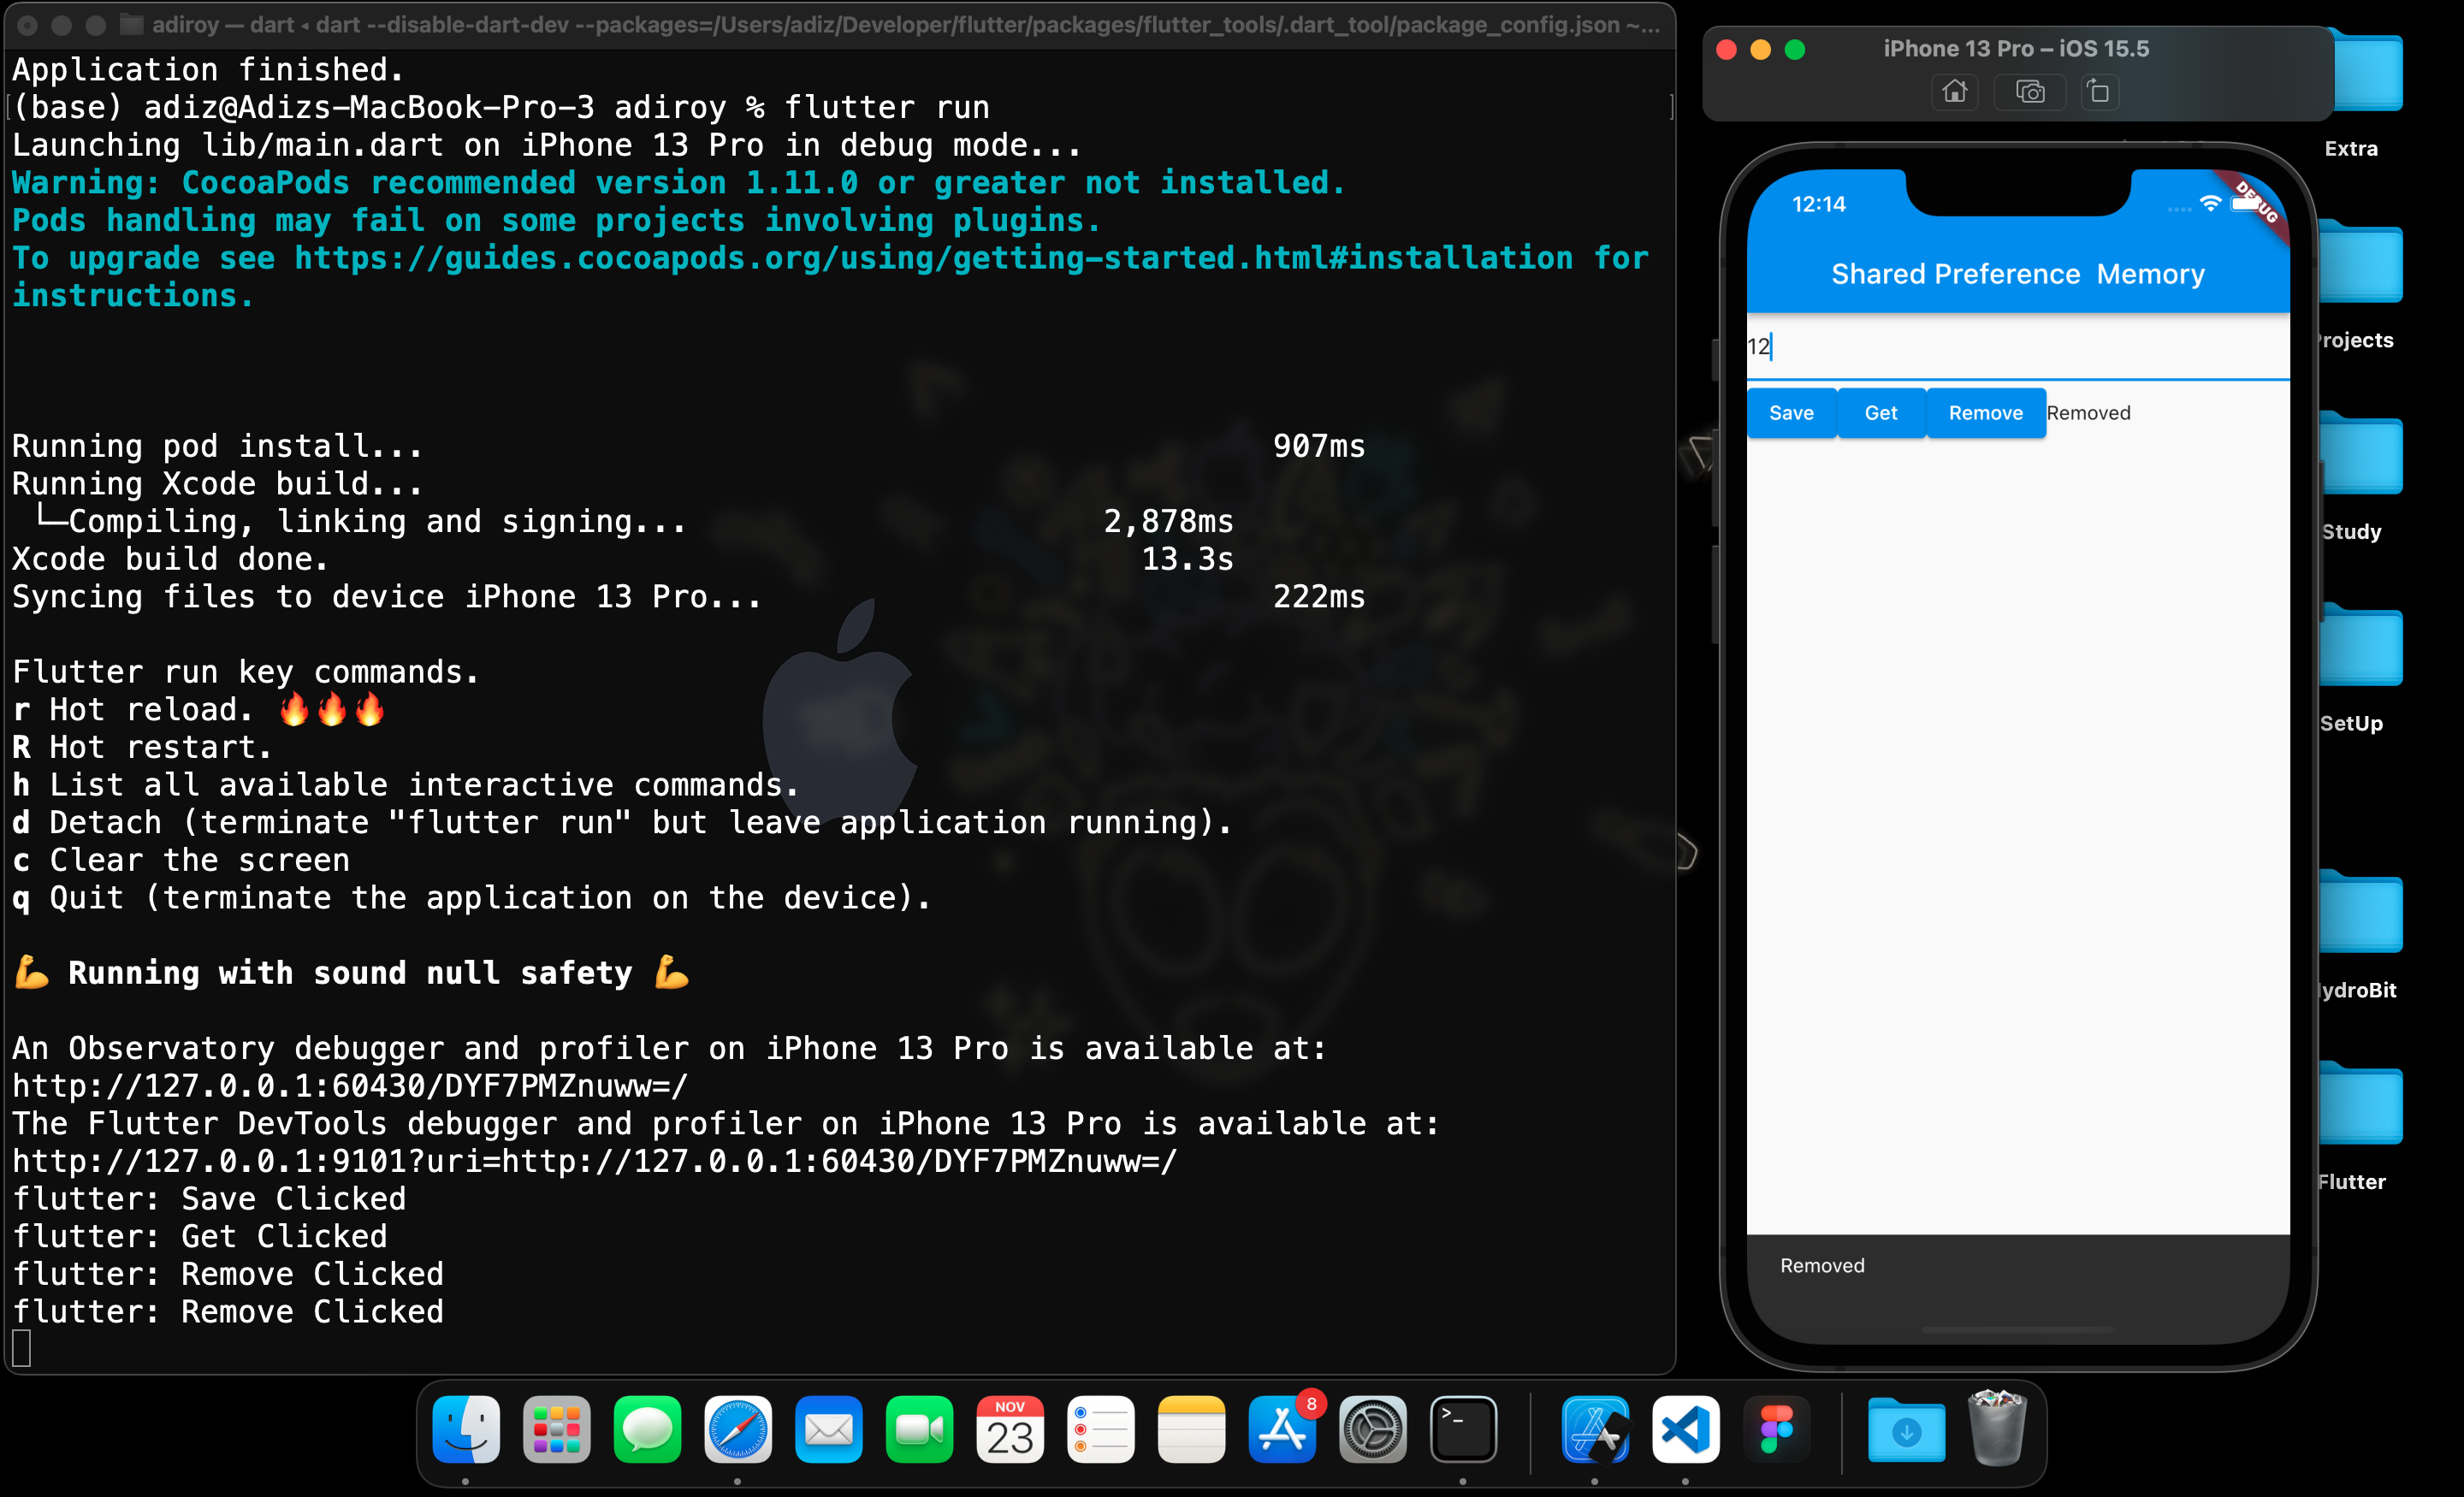 adiroy — dart ◂ dart --disable-dart-dev --packages=/Users/adiz/Developer/flutter/packages/flutter_tools/.dart_tool/package_config.json ~...
Application finished.
(base) adiz@Adizs-MacBook-Pro-3 adiroy % flutter run
Launching lib/main.dart on iPhone 13 Pro in debug mode...
Warning: CocoaPods recommended version 1.11.0 or greater not installed.
Pods handling may fail on some projects involving plugins.
To upgrade see https://guides.cocoapods.org/using/getting-started.html#installation for
instructions.
Running pod install... 907ms
Running Xcode build...
└─Compiling, linking and signing... 2,878ms
Xcode build done. 13.3s
Syncing files to device iPhone 13 Pro... 222ms
Flutter run key commands.
r Hot reload. 🔥🔥🔥
R Hot restart.
h List all available interactive commands.
d Detach (terminate "flutter run" but leave application running).
c Clear the screen
q Quit (terminate the application on the device).
💪 Running with sound null safety 💪
An Observatory debugger and profiler on iPhone 13 Pro is available at:
http://127.0.0.1:60430/DYF7PMZnuww=/
The Flutter DevTools debugger and profiler on iPhone 13 Pro is available at:
http://127.0.0.1:9101?uri=http://127.0.0.1:60430/DYF7PMZnuww=/
flutter: Save Clicked
flutter: Get Clicked
flutter: Remove Clicked
flutter: Remove Clicked
iPhone 13 Pro – iOS 15.5
12:14
DEBUG
Shared Preference  Memory
12
Save Get Remove Removed
Removed
Extra
rojects
Study
SetUp
ydroBit
Flutter
NOV
23
8
>_